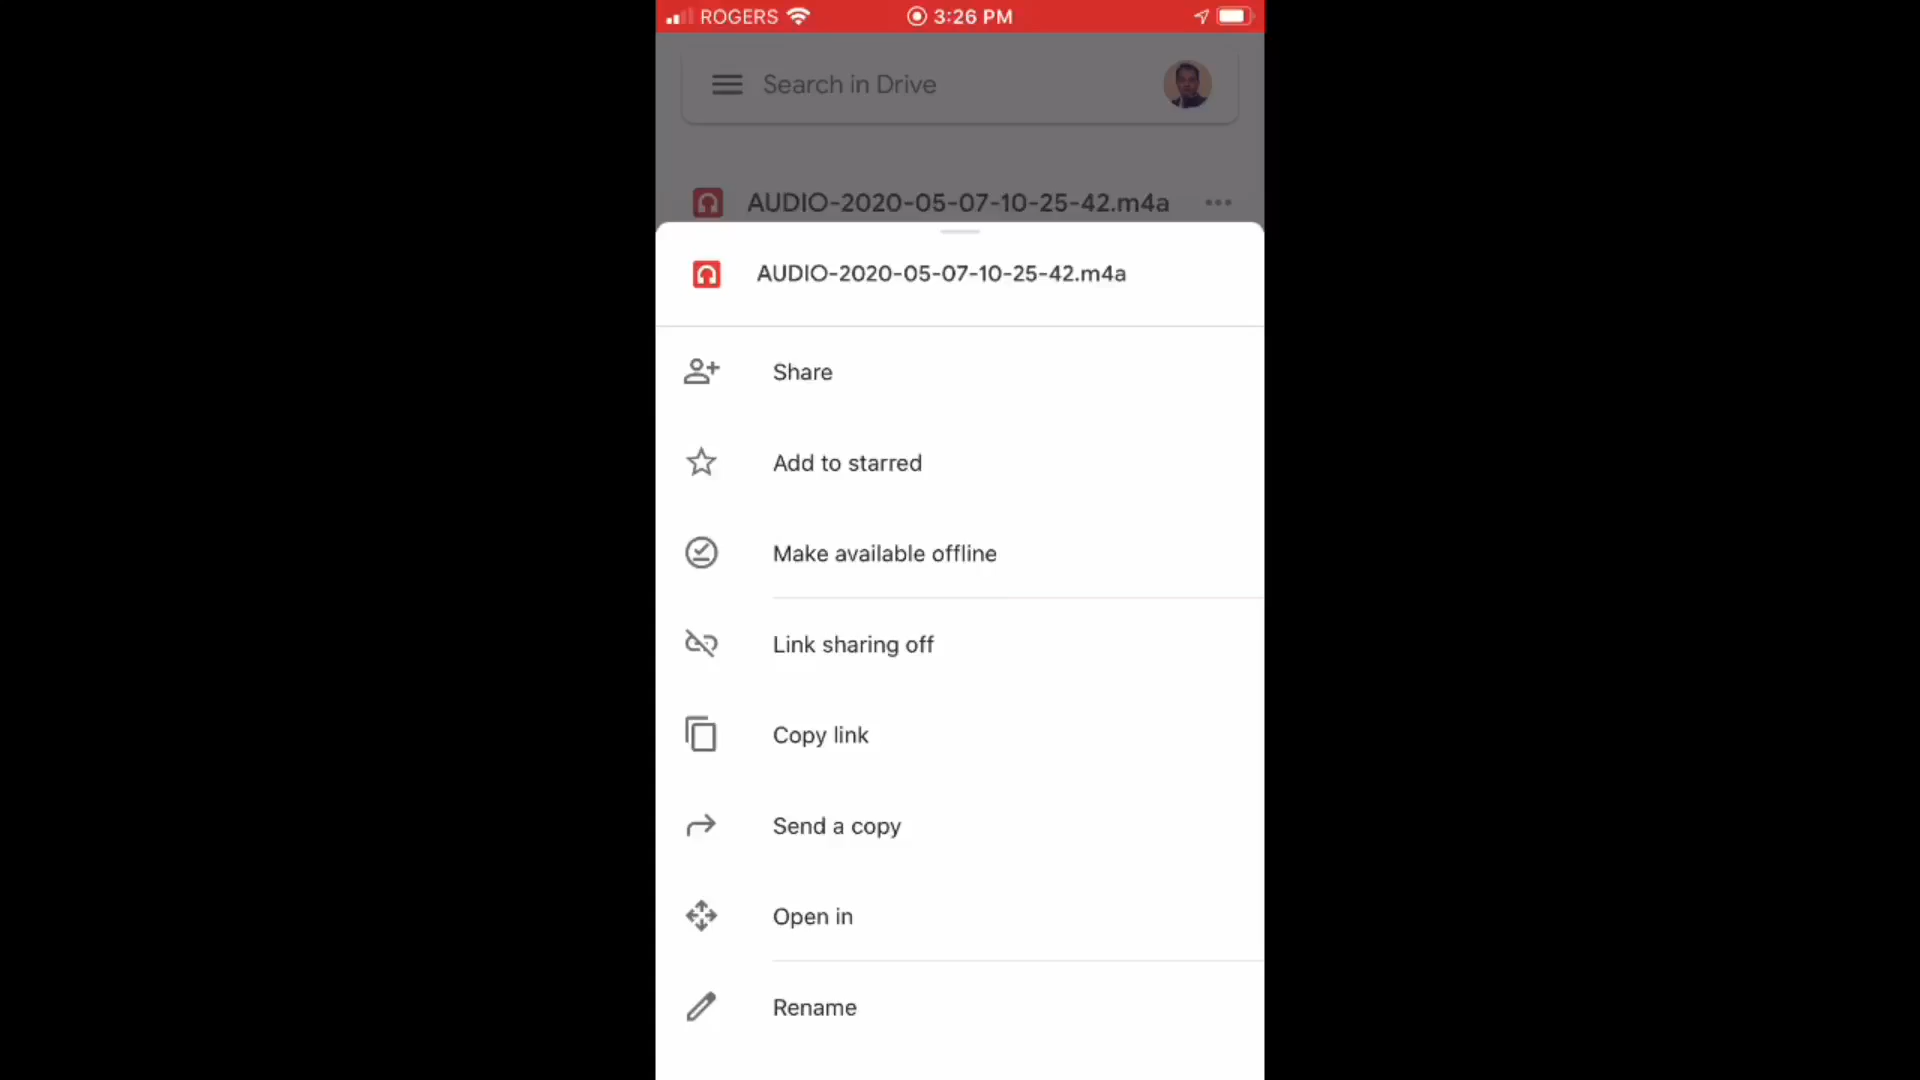 ROGERS 3:26 PM
Search in Drive
AUDIO-2020-05-07-10-25-42.m4a
AUDIO-2020-05-07-10-25-42.m4a
Share
Add to starred
Make available offline
Link sharing off
Copy link
Send a copy
Open in
Rename